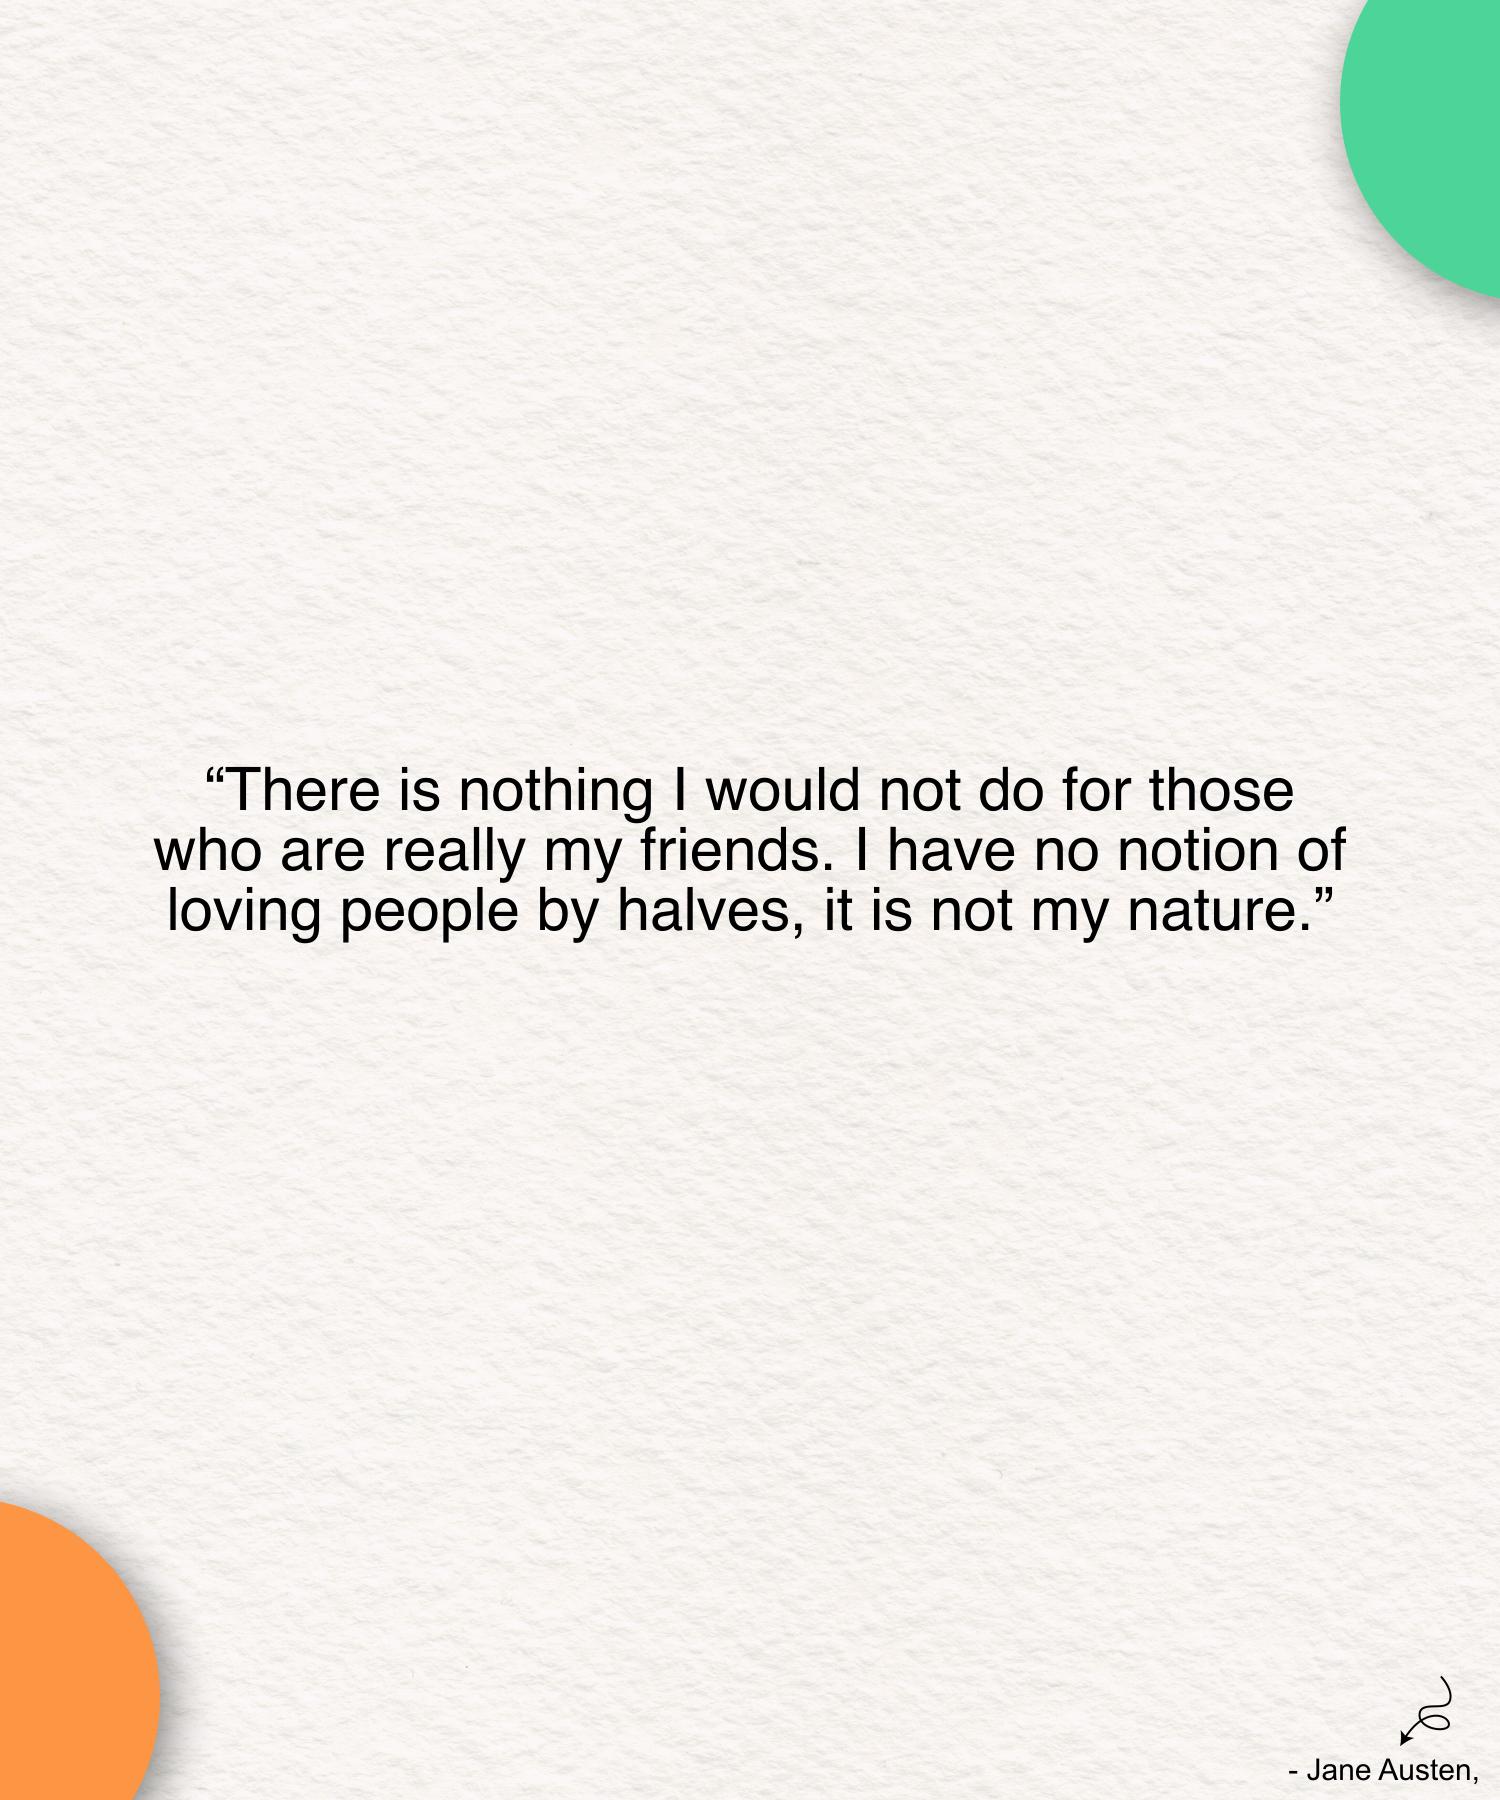 “There is nothing I would not do for those
who are really my friends. I have no notion of
loving people by halves, it is not my nature.”
- Jane Austen,